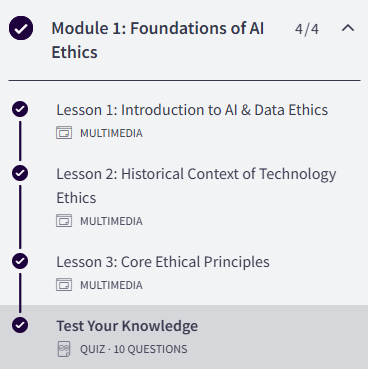 Module 1: Foundations of AI
Ethics
4/4
Lesson 1: Introduction to AI & Data Ethics
MULTIMEDIA
Lesson 2: Historical Context of Technology
Ethics
MULTIMEDIA
Lesson 3: Core Ethical Principles
MULTIMEDIA
Test Your Knowledge
QUIZ · 10 QUESTIONS